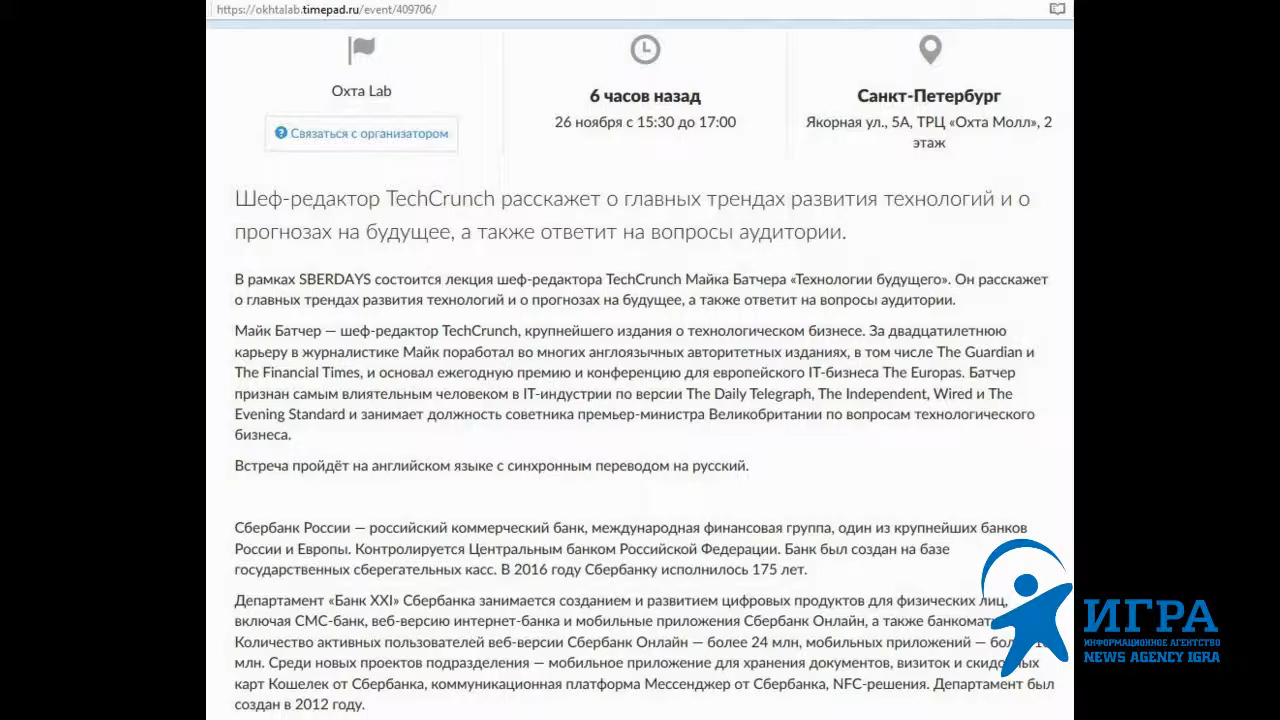 https://okhtalab.timepad.ru/event/409706/
Охта Lab
Связаться с организатором
6 часов назад
26 ноября с 15:30 до 17:00
Санкт-Петербург
Якорная ул., 5А, ТРЦ «Охта Молл», 2
этаж
Шеф-редактор TechCrunch расскажет о главных трендах развития технологий и о
прогнозах на будущее, а также ответит на вопросы аудитории.
В рамках SBERDAYS состоится лекция шеф-редактора TechCrunch Майка Батчера «Технологии будущего». Он расскажет
о главных трендах развития технологий и о прогнозах на будущее, а также ответит на вопросы аудитории.
Майк Батчер — шеф-редактор TechCrunch, крупнейшего издания о технологическом бизнесе. За двадцатилетнюю
карьеру в журналистике Майк поработал во многих англоязычных авторитетных изданиях, в том числе The Guardian и
The Financial Times, и основал ежегодную премию и конференцию для европейского IT-бизнеса The Europas. Батчер
признан самым влиятельным человеком в IT-индустрии по версии The Daily Telegraph, The Independent, Wired и The
Evening Standard и занимает должность советника премьер-министра Великобритании по вопросам технологического
бизнеса.
Встреча пройдёт на английском языке с синхронным переводом на русский.
Сбербанк России — российский коммерческий банк, международная финансовая группа, один из крупнейших банков
России и Европы. Контролируется Центральным банком Российской Федерации. Банк был создан на базе
государственных сберегательных касс. В 2016 году Сбербанку исполнилось 175 лет.
Департамент «Банк XXI» Сбербанка занимается созданием и развитием цифровых продуктов для физических лиц,
включая СМС-банк, веб-версию интернет-банка и мобильные приложения Сбербанк Онлайн, а также
Количество активных пользователей веб-версии Сбербанк Онлайн — более 24 млн, мобильных приложений —
млн. Среди новых проектов подразделения — мобильное приложение для хранения документов, визиток и скидочных
карт Кошелек от Сбербанка, коммуникационная платформа Мессенджер от Сбербанка, NFC-решения. Департамент был
создан в 2012 году.
ИГРА
ИНФОРМАЦИОННОЕ АГЕНТСТВО
NEWS AGENCY IGRA